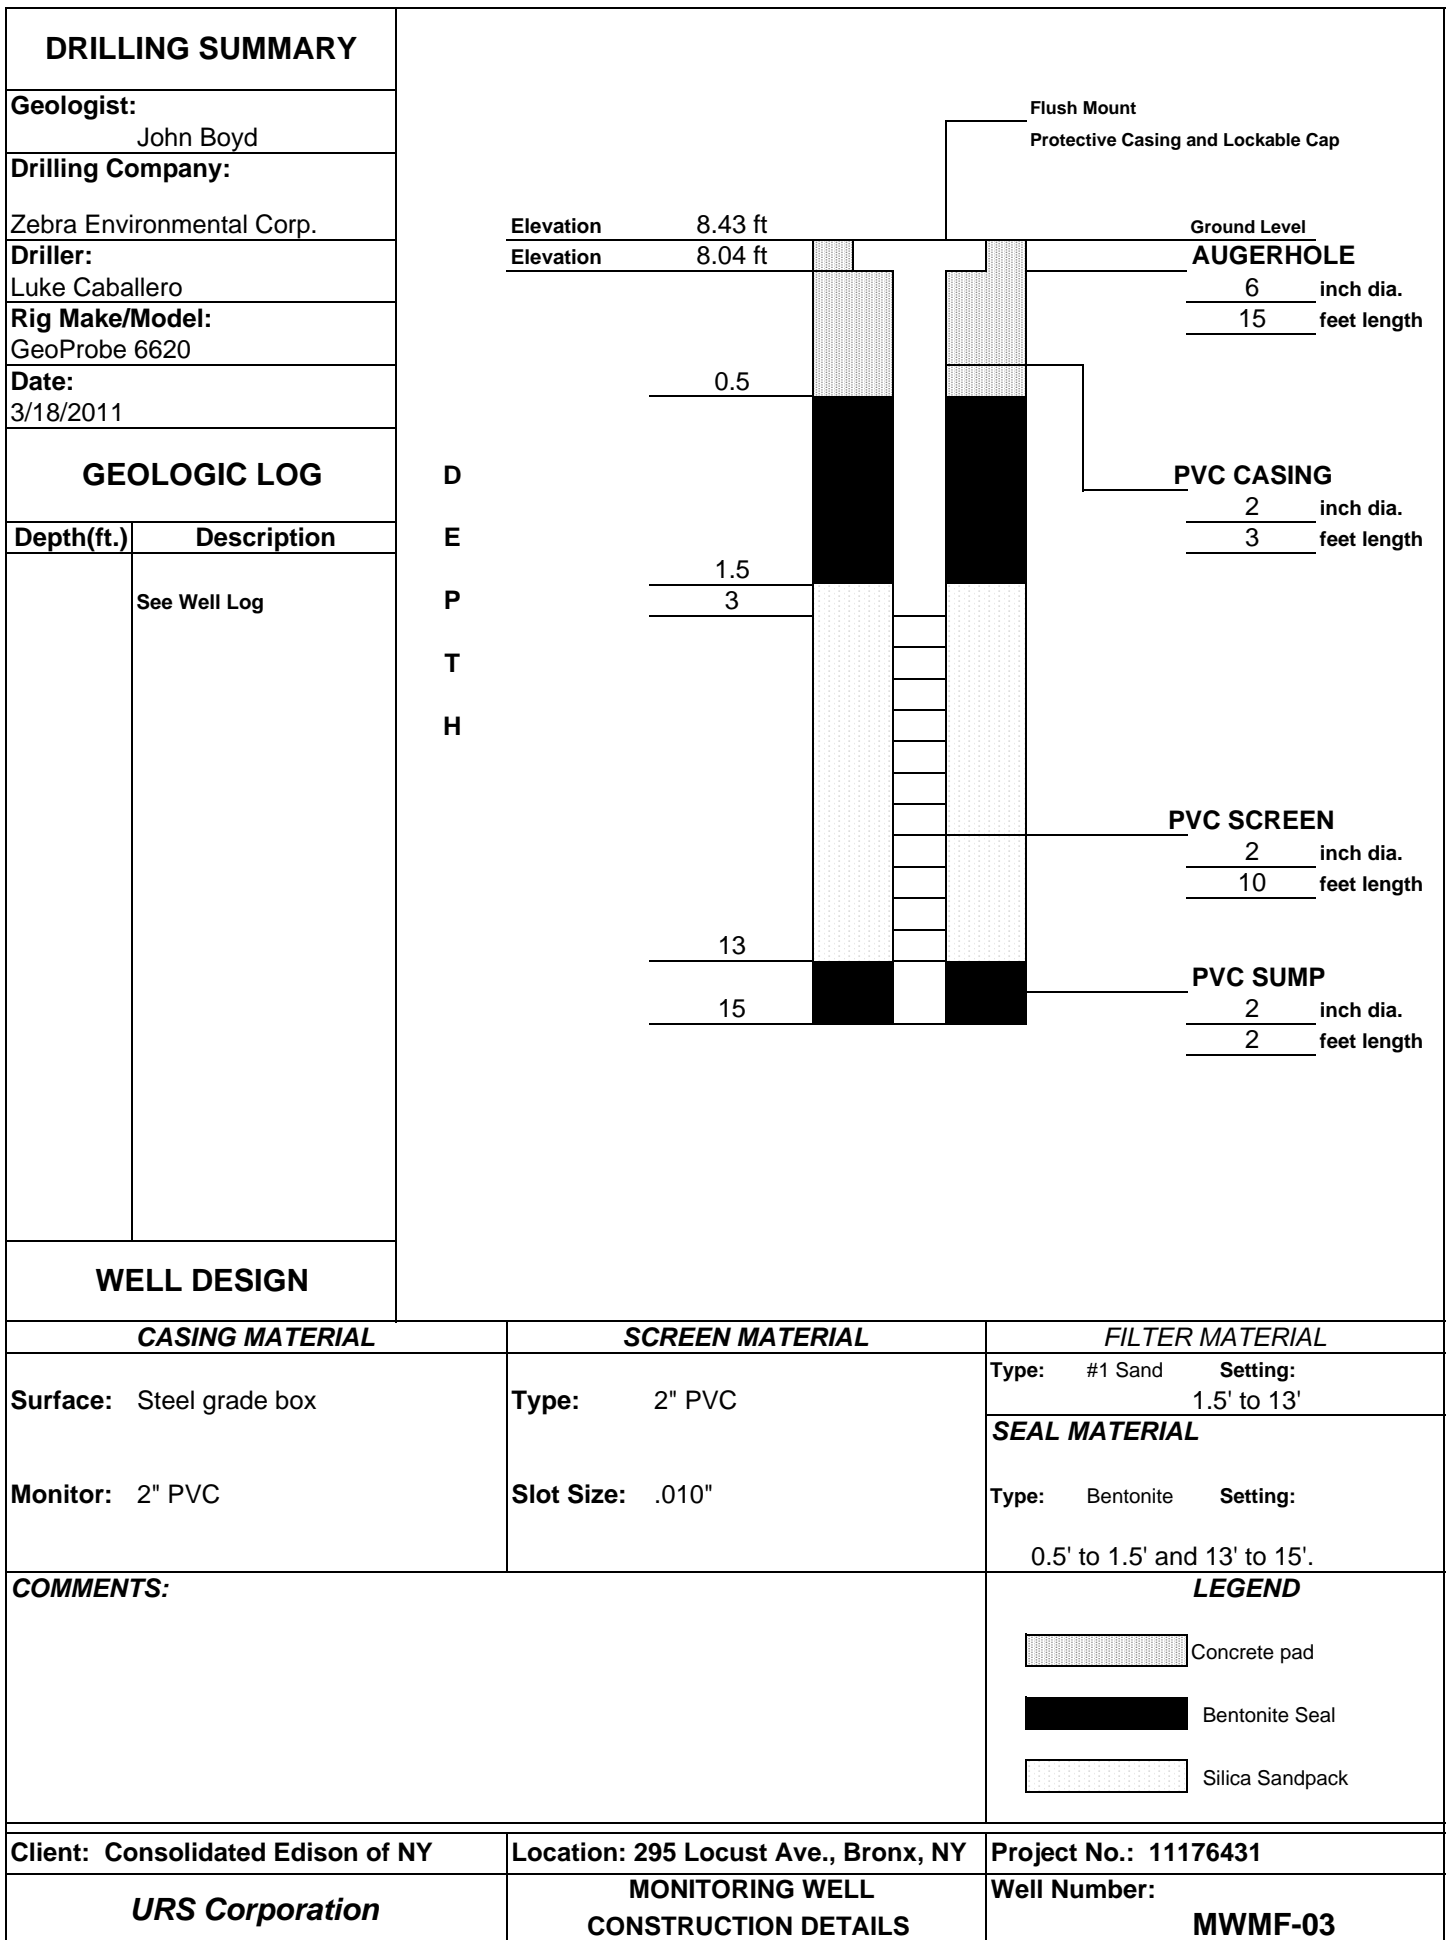 DRILLING SUMMARY
Geologist:
John Boyd
Drilling Company:
Zebra Environmental Corp.
Driller:
Luke Caballero
Rig Make/Model:
GeoProbe 6620
Date:
3/18/2011
GEOLOGIC LOG
Depth(ft.) Description
See Well Log
WELL DESIGN
Flush Mount
Protective Casing and Lockable Cap
Elevation 8.43 ft Ground Level
Elevation 8.04 ft AUGERHOLE
6 inch dia.
15 feet length
0.5
D PVC CASING
2 inch dia.
E 3 feet length
1.5
P 3
T
H
PVC SCREEN
2 inch dia.
10 feet length
13
PVC SUMP
15 2 inch dia.
2 feet length
CASING MATERIAL SCREEN MATERIAL FILTER MATERIAL
Type: #1 Sand Setting:
Surface: Steel grade box Type: 2" PVC 1.5' to 13'
SEAL MATERIAL
Monitor: 2" PVC Slot Size: .010" Type: Bentonite Setting:
0.5' to 1.5' and 13' to 15'.
COMMENTS: LEGEND
Concrete pad
Bentonite Seal
Silica Sandpack
Client: Consolidated Edison of NY Location: 295 Locust Ave., Bronx, NY Project No.: 11176431
URS Corporation
MONITORING WELL
CONSTRUCTION DETAILS
Well Number:
MWMF-03